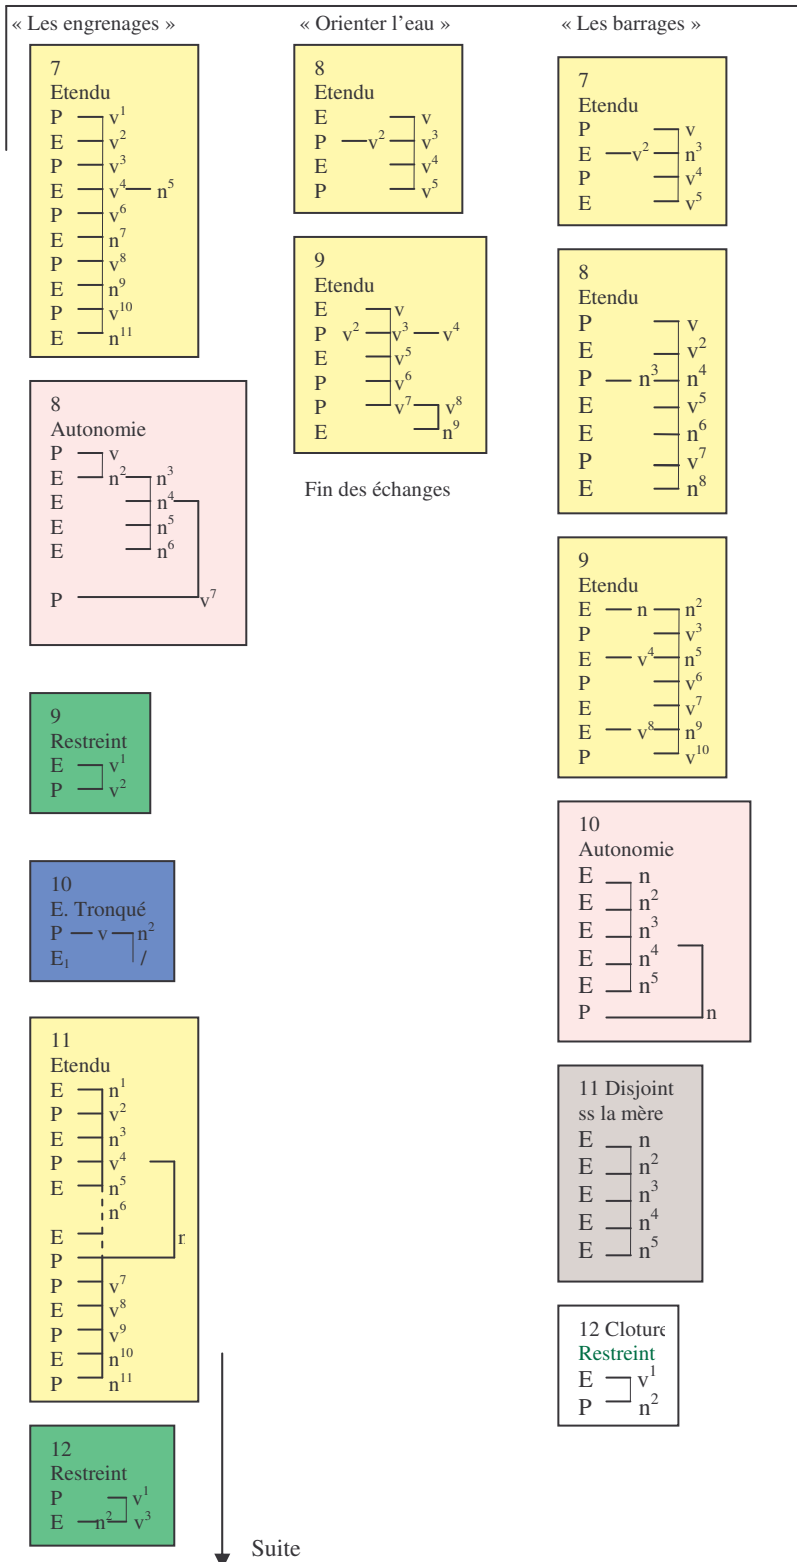 « Les engrenages »
7
Etendu
P v1
E v2
P v3
E v4 n5
P v6
E n7
P v8
E n9
P v10
E n11
8
Autonomie
P v
E n2 n3
E n4
E n5
E n6
P v7
9
Restreint
E v1
P v2
10
E. Tronqué
P v n2
E1 /
11
Etendu
E n1
P v2
E n3
P v4
E n5
n6
E n
P
P v7
E v8
P v9
E n10
P n11
12
Restreint
P v1
E n2 v3
« Orienter l’eau »
8
Etendu
E v
P v2 v3
E v4
P v5
9
Etendu
E v
P v2 v3 v4
E v5
P v6
P v7 v8
E n9
Fin des échanges
« Les barrages »
7
Etendu
P v
E v2 n3
P v4
E v5
8
Etendu
P v
E v2
P n3 n4
E v5
E n6
P v7
E n8
9
Etendu
E n n2
P v3
E v4 n5
P v6
E v7
E v8 n9
P v10
10
Autonomie
E n
E n2
E n3
E n4
E n5
P n
11 Disjoint
ss la mère
E n
E n2
E n3
E n4
E n5
12 Cloture
Restreint
E v1
P n2
Suite